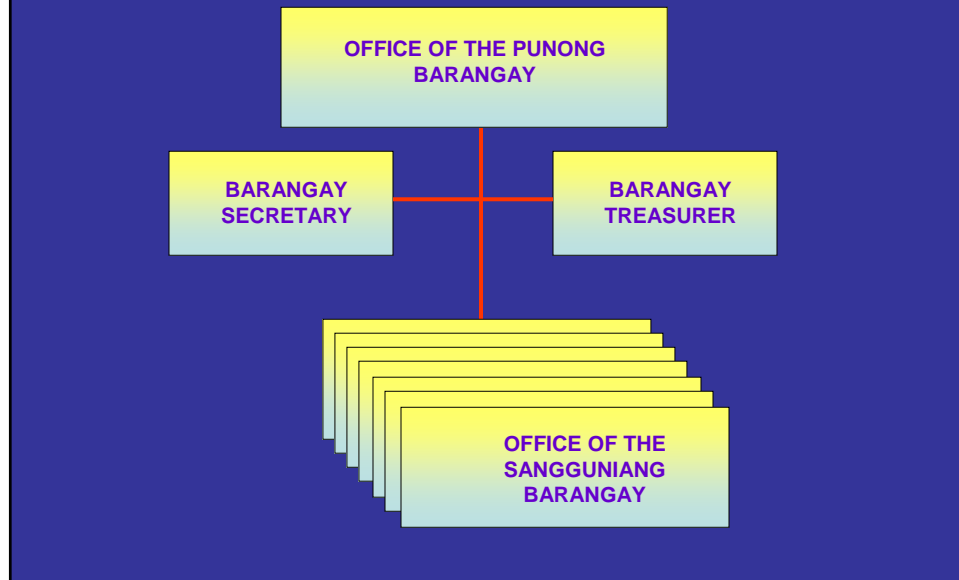 OFFICE OF THE PUNONG
BARANGAY
BARANGAY
SECRETARY
BARANGAY
TREASURER
OFFICE OF THE
SANGGUNIANG
BARANGAY